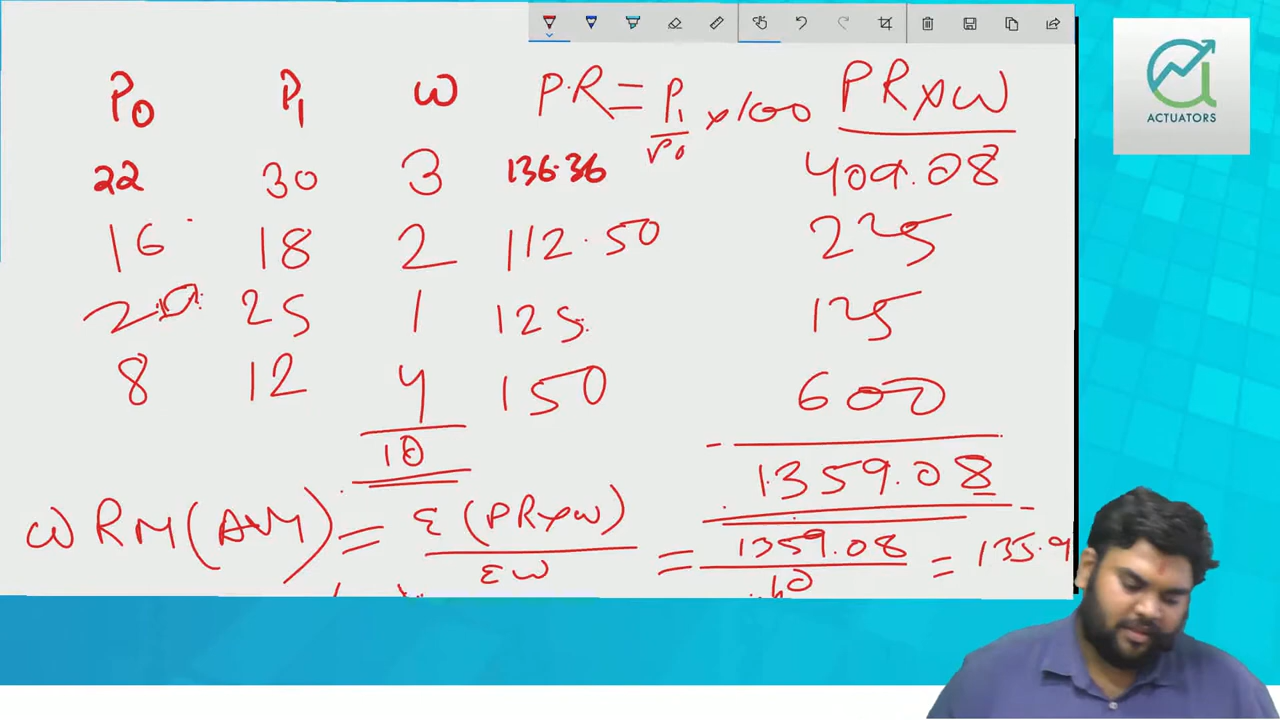 P0 P1 W P.R = P1/P0 × 100 PR×W
22 30 3 136.36 409.08
16 18 2 112.50 225
20 25 1 125 125
8 12 4 150 600
10 1359.08
WRM(AM) = Σ(PR×W)/ΣW = 1359.08/10 = 135.9
ACTUATORS